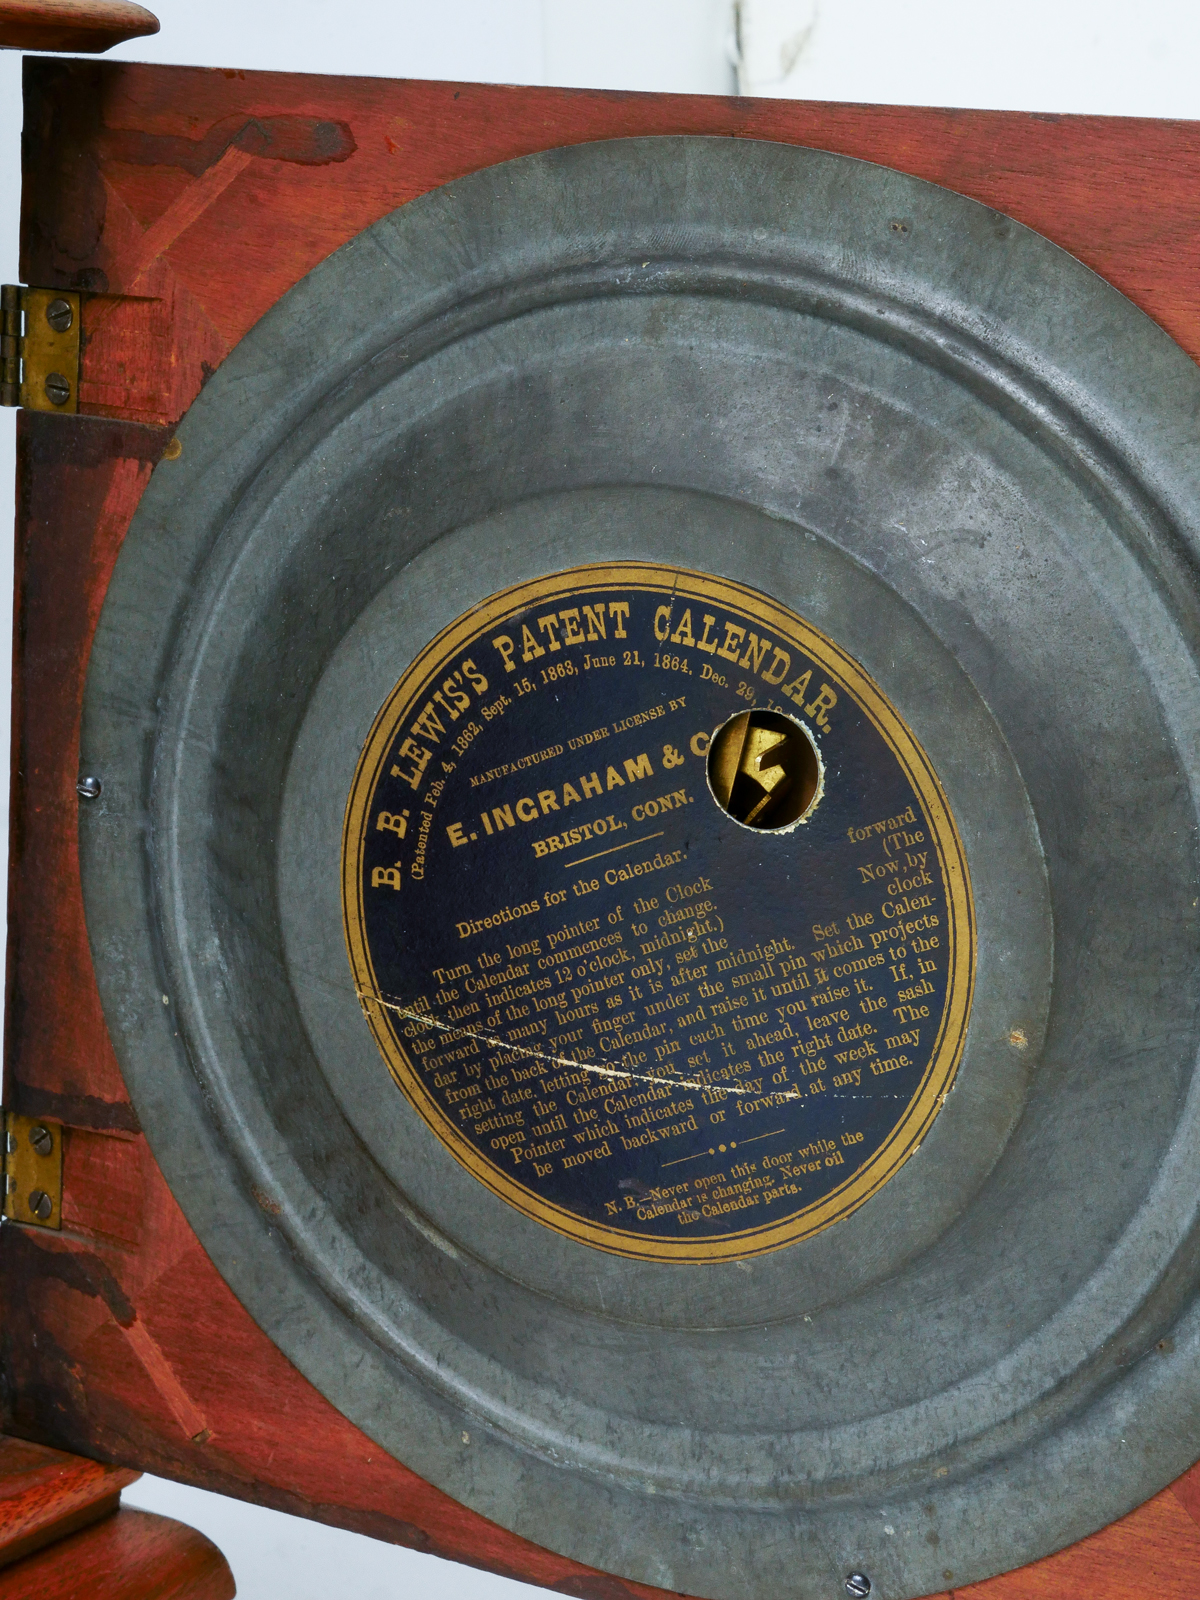 B. B. LEWIS'S PATENT CALENDAR.
(Patented Feb. 4, 1862, Sept. 15, 1863, June 21, 1864, Dec. 29,
MANUFACTURED UNDER LICENSE BY
E. INGRAHAM & C
BRISTOL, CONN.
Directions for the Calendar.
Turn the long pointer of the Clock forward
until the Calendar commences to change. (The
clock then indicates 12 o'clock, midnight.) Now, by
the means of the long pointer only, set the clock
forward as many hours as it is after midnight. Set the Calen-
dar by placing your finger under the small pin which projects
from the back of the Calendar, and raise it until it comes to the
right date, letting go the pin each time you raise it. If, in
setting the Calendar, you set it ahead, leave the sash
open until the Calendar indicates the right date. The
Pointer which indicates the day of the week may
be moved backward or forward at any time.
N. B.—Never open this door while the
Calendar is changing. Never oil
the Calendar parts.